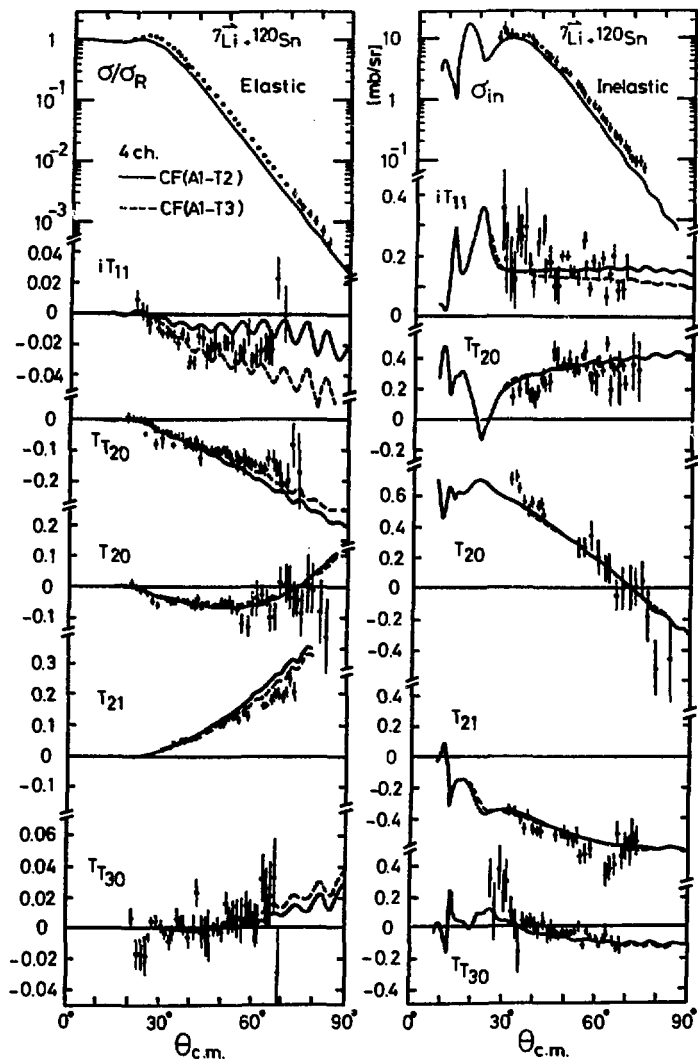 7Li + 120Sn
1
σ/σR
Elastic
10-1
10-2
10-3
4 ch.
CF(A1-T2)
CF(A1-T3)
iT11
0.04
0.02
0
-0.02
-0.04
TT20
0
-0.1
-0.2
T20
0.2
0.1
0
-0.1
T21
0.3
0.2
0.1
0
-0.1
TT30
0.06
0.04
0.02
0
-0.02
-0.04
0° 30° 60° 90°
θc.m.
7Li + 120Sn
[mb/sr]
10
1
10-1
σin
Inelastic
iT11
0.4
0.2
0
TT20
0.4
0.2
0
-0.2
T20
0.6
0.4
0.2
0
-0.2
T21
0
-0.2
-0.4
TT30
0.4
0.2
0
-0.2
-0.4
0° 30° 60° 90°
θc.m.